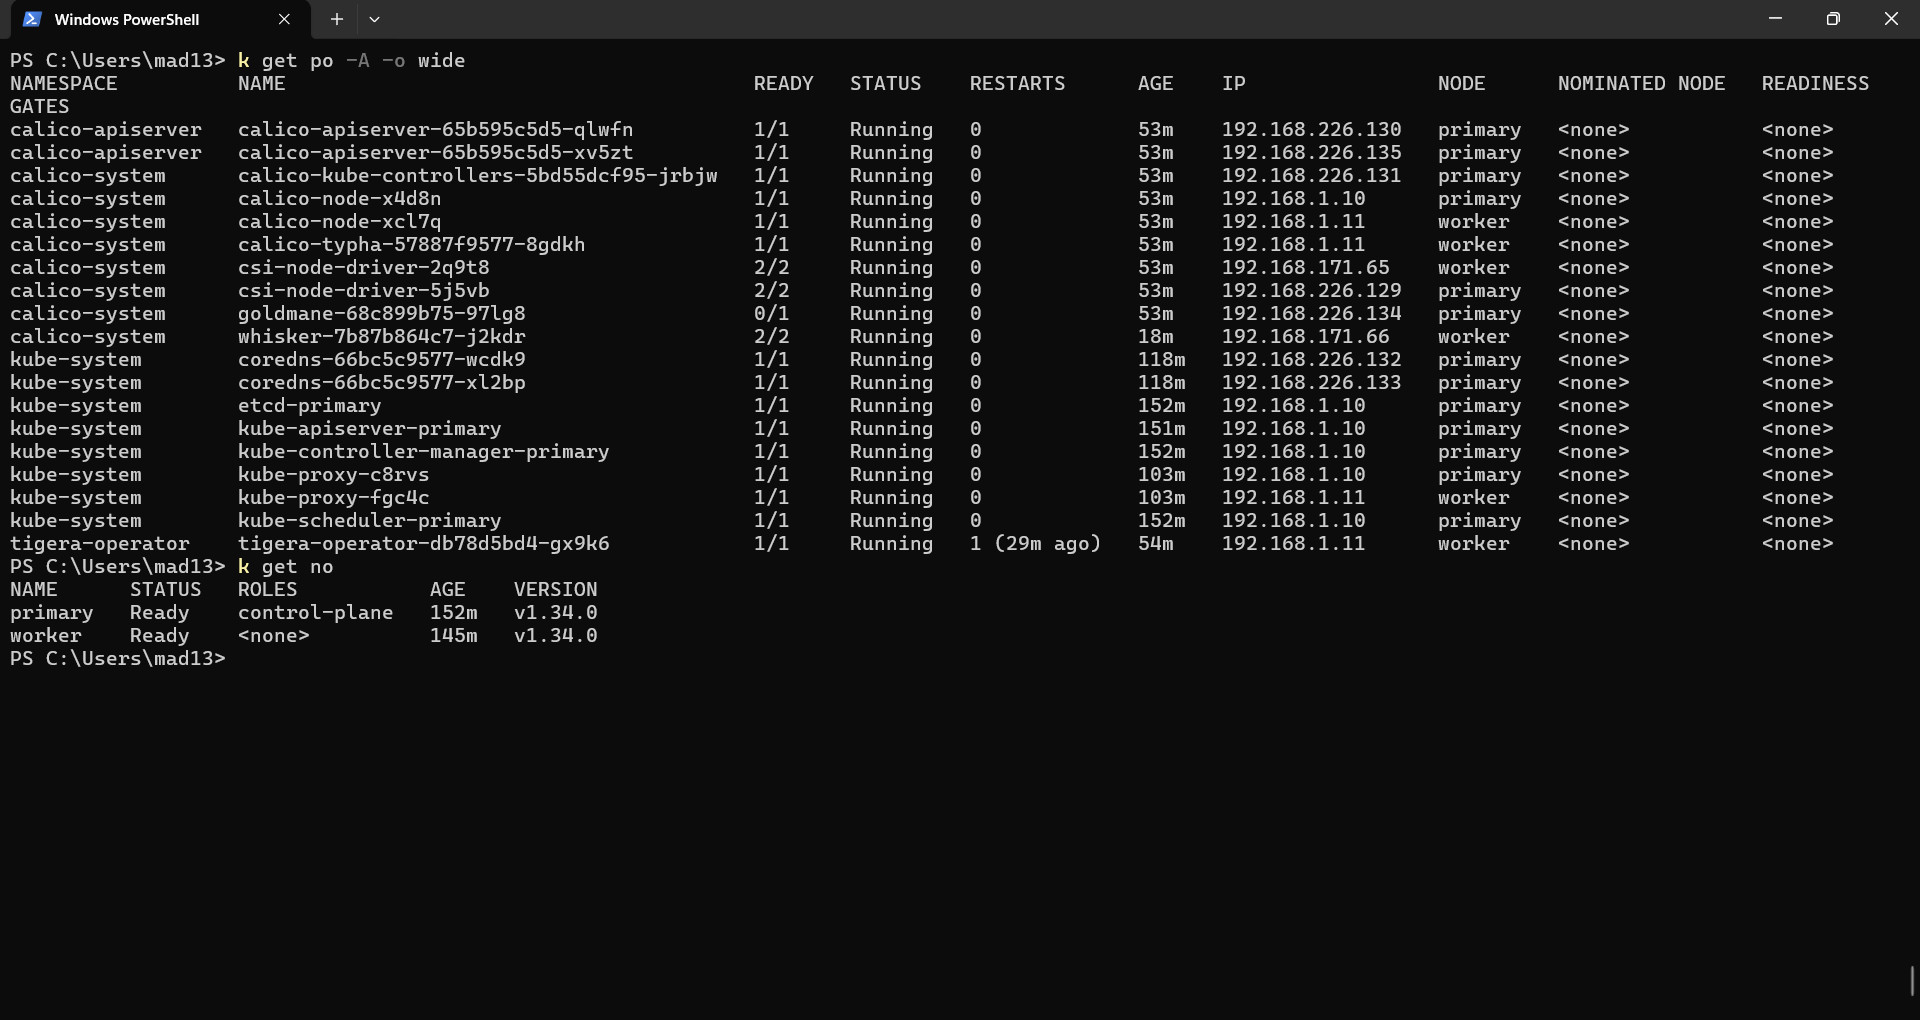 Windows PowerShell
PS C:\Users\mad13> k get po -A -o wide
NAMESPACE NAME READY STATUS RESTARTS AGE IP NODE NOMINATED NODE READINESS
GATES
calico-apiserver calico-apiserver-65b595c5d5-qlwfn 1/1 Running 0 53m 192.168.226.130 primary <none> <none>
calico-apiserver calico-apiserver-65b595c5d5-xv5zt 1/1 Running 0 53m 192.168.226.135 primary <none> <none>
calico-system calico-kube-controllers-5bd55dcf95-jrbjw 1/1 Running 0 53m 192.168.226.131 primary <none> <none>
calico-system calico-node-x4d8n 1/1 Running 0 53m 192.168.1.10 primary <none> <none>
calico-system calico-node-xcl7q 1/1 Running 0 53m 192.168.1.11 worker <none> <none>
calico-system calico-typha-57887f9577-8gdkh 1/1 Running 0 53m 192.168.1.11 worker <none> <none>
calico-system csi-node-driver-2q9t8 2/2 Running 0 53m 192.168.171.65 worker <none> <none>
calico-system csi-node-driver-5j5vb 2/2 Running 0 53m 192.168.226.129 primary <none> <none>
calico-system goldmane-68c899b75-97lg8 0/1 Running 0 53m 192.168.226.134 primary <none> <none>
calico-system whisker-7b87b864c7-j2kdr 2/2 Running 0 18m 192.168.171.66 worker <none> <none>
kube-system coredns-66bc5c9577-wcdk9 1/1 Running 0 118m 192.168.226.132 primary <none> <none>
kube-system coredns-66bc5c9577-xl2bp 1/1 Running 0 118m 192.168.226.133 primary <none> <none>
kube-system etcd-primary 1/1 Running 0 152m 192.168.1.10 primary <none> <none>
kube-system kube-apiserver-primary 1/1 Running 0 151m 192.168.1.10 primary <none> <none>
kube-system kube-controller-manager-primary 1/1 Running 0 152m 192.168.1.10 primary <none> <none>
kube-system kube-proxy-c8rvs 1/1 Running 0 103m 192.168.1.10 primary <none> <none>
kube-system kube-proxy-fgc4c 1/1 Running 0 103m 192.168.1.11 worker <none> <none>
kube-system kube-scheduler-primary 1/1 Running 0 152m 192.168.1.10 primary <none> <none>
tigera-operator tigera-operator-db78d5bd4-gx9k6 1/1 Running 1 (29m ago) 54m 192.168.1.11 worker <none> <none>
PS C:\Users\mad13> k get no
NAME STATUS ROLES AGE VERSION
primary Ready control-plane 152m v1.34.0
worker Ready <none> 145m v1.34.0
PS C:\Users\mad13>